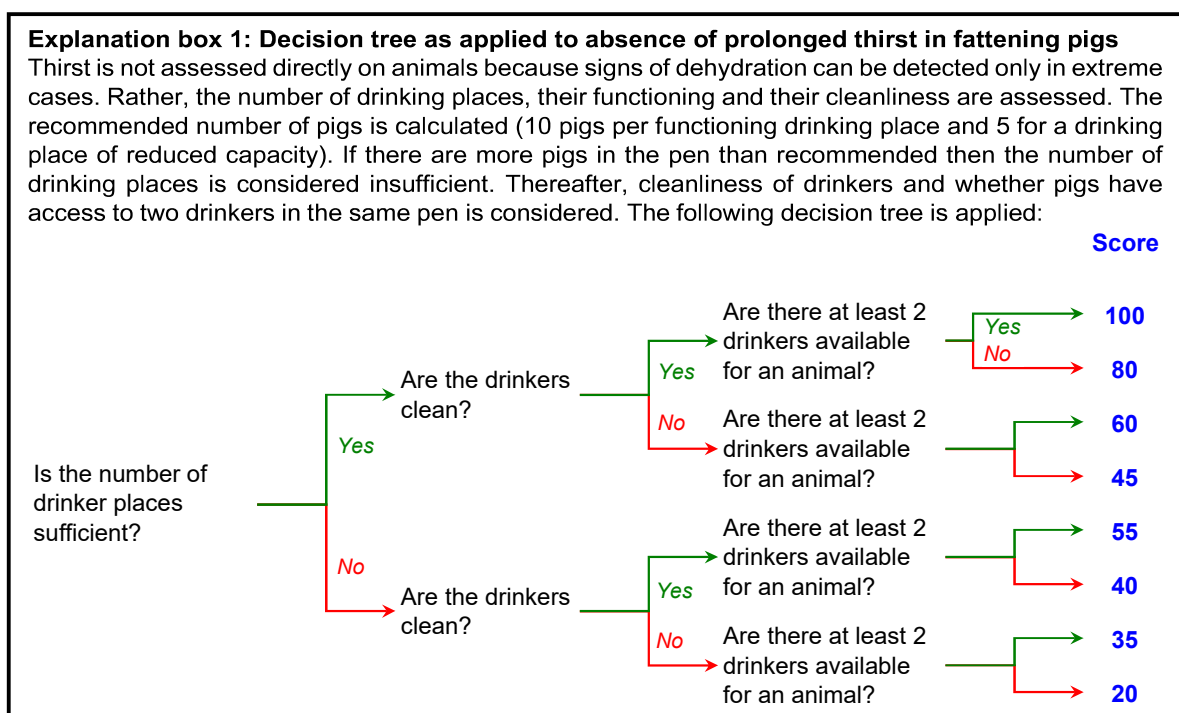 Explanation box 1: Decision tree as applied to absence of prolonged thirst in fattening pigs
Thirst is not assessed directly on animals because signs of dehydration can be detected only in extreme
cases. Rather, the number of drinking places, their functioning and their cleanliness are assessed. The
recommended number of pigs is calculated (10 pigs per functioning drinking place and 5 for a drinking
place of reduced capacity). If there are more pigs in the pen than recommended then the number of
drinking places is considered insufficient. Thereafter, cleanliness of drinkers and whether pigs have
access to two drinkers in the same pen is considered. The following decision tree is applied:
Score
Is the number of
drinker places
sufficient?
Yes
No
Are the drinkers
clean?
Yes
No
Are there at least 2
drinkers available
for an animal?
Yes
No
100
80
Are there at least 2
drinkers available
for an animal?
60
45
Are the drinkers
clean?
Yes
No
Are there at least 2
drinkers available
for an animal?
55
40
Are there at least 2
drinkers available
for an animal?
35
20